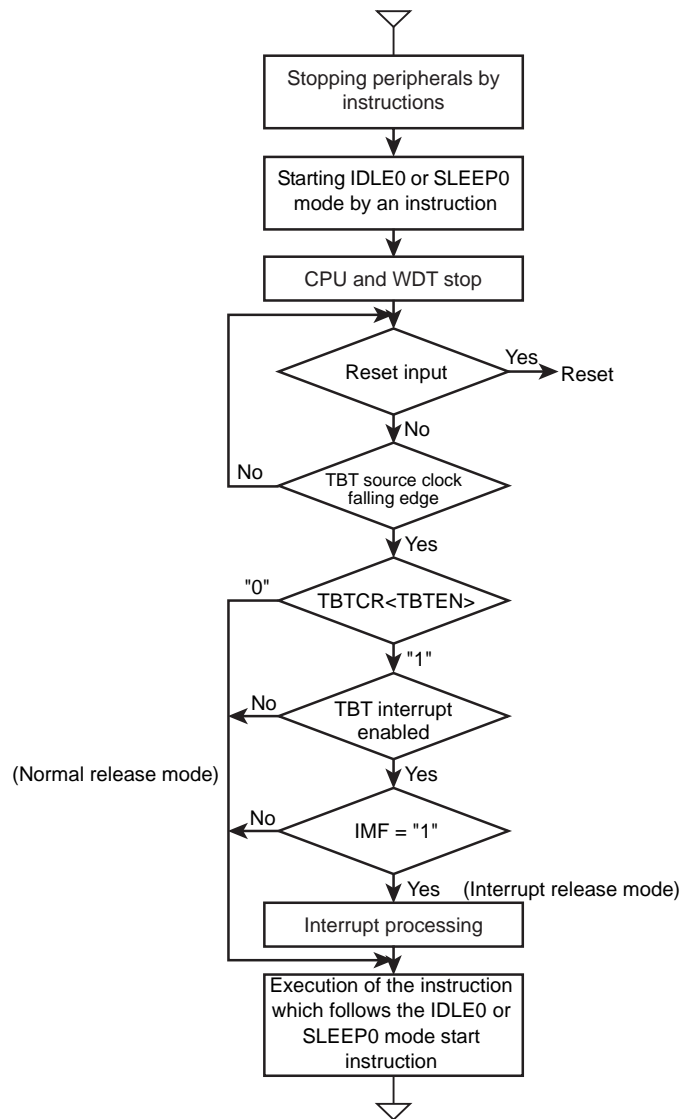 Stopping peripherals by
instructions
Starting IDLE0 or SLEEP0
mode by an instruction
CPU and WDT stop
Reset input
Yes
Reset
No
No
TBT source clock
falling edge
Yes
"0"
TBTCR<TBTEN>
"1"
No
TBT interrupt
enabled
(Normal release mode)
Yes
No
IMF = "1"
Yes
(Interrupt release mode)
Interrupt processing
Execution of the instruction
which follows the IDLE0 or
SLEEP0 mode start
instruction